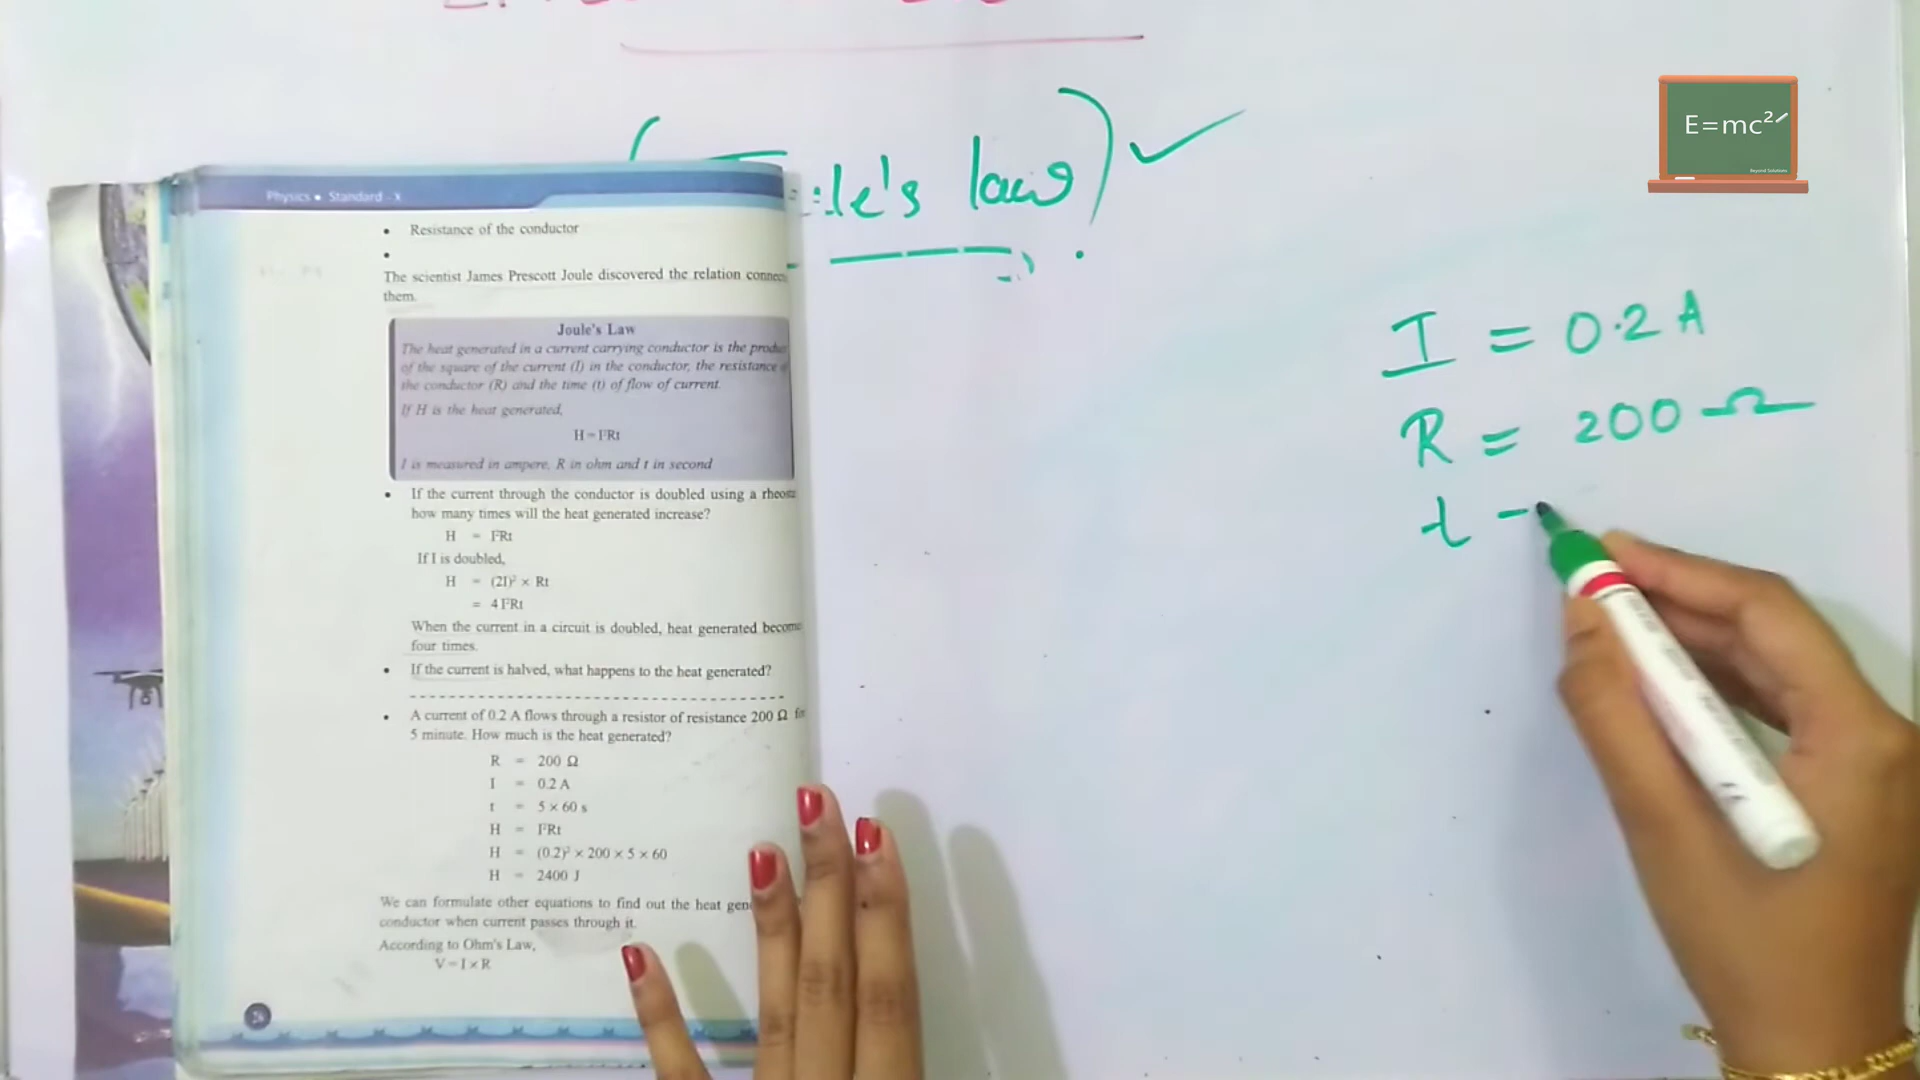 E=mc²
Beyond Solutions
le's law) ✓
Physics • Standard - X
• Resistance of the conductor
•
The scientist James Prescott Joule discovered the relation
them.
Joule's Law
The heat generated in a current carrying conductor is the
of the square of the current (I) in the conductor, the resistance
the conductor (R) and the time (t) of flow of current.
If H is the heat generated,
H = I²Rt
I is measured in ampere, R in ohm and t in second
• If the current through the conductor is doubled using a
how many times will the heat generated increase?
H = I²Rt
If I is doubled,
H = (2I)² × Rt
= 4 I²Rt
When the current in a circuit is doubled, heat generated
four times.
• If the current is halved, what happens to the heat generated?
• A current of 0.2 A flows through a resistor of resistance 200 Ω
5 minute. How much is the heat generated?
R = 200 Ω
I = 0.2 A
t = 5 × 60 s
H = I²Rt
H = (0.2)² × 200 × 5 × 60
H = 2400 J
We can formulate other equations to find out the heat
conductor when current passes through it.
According to Ohm's Law,
V = I × R
I = 0.2 A
R = 200 Ω
t -